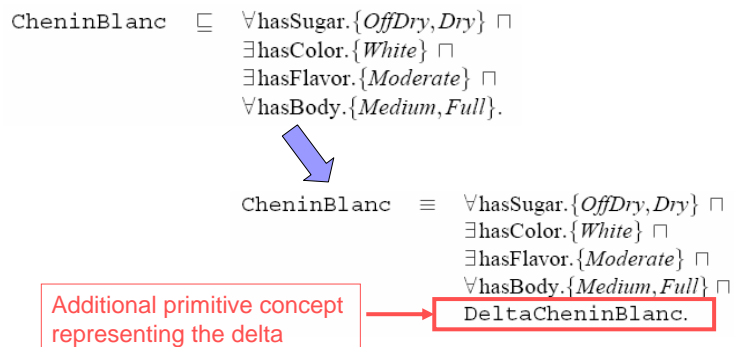 CheninBlanc ⊑ ∀hasSugar.{OffDry,Dry} ⊓
∃hasColor.{White} ⊓
∃hasFlavor.{Moderate} ⊓
∀hasBody.{Medium,Full}.
CheninBlanc ≡ ∀hasSugar.{OffDry,Dry} ⊓
∃hasColor.{White} ⊓
∃hasFlavor.{Moderate} ⊓
∀hasBody.{Medium,Full} ⊓
DeltaCheninBlanc.
Additional primitive concept
representing the delta